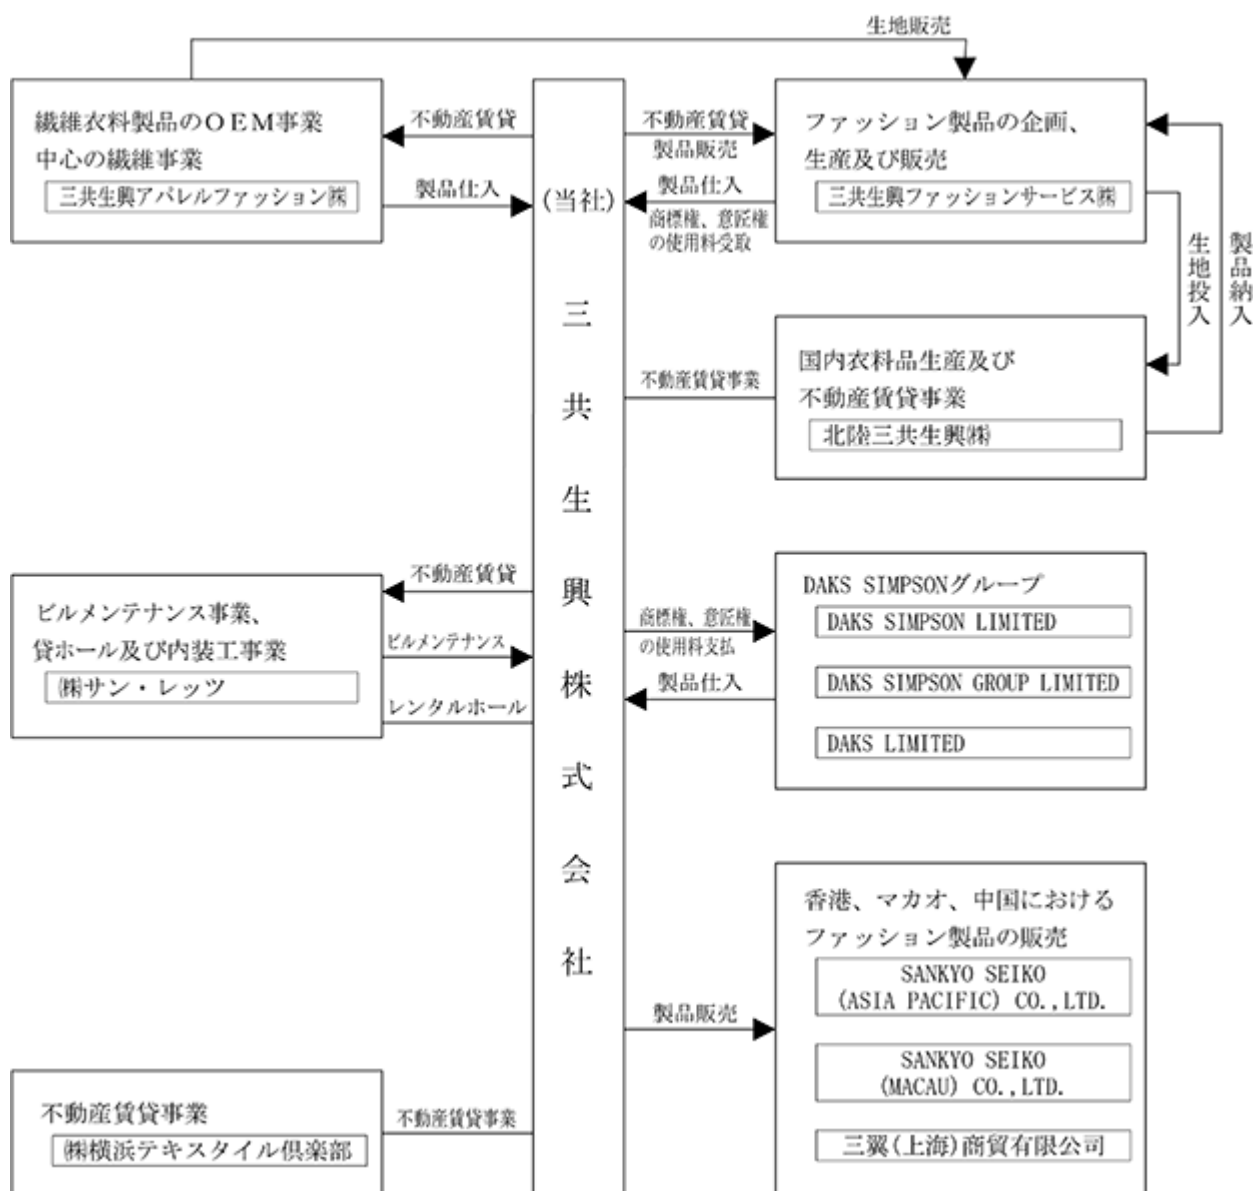 生地販売
繊維衣料製品のOEM事業
中心の繊維事業
三共生興アパレルファッション㈱
不動産賃貸
製品仕入
(当社)
三共生興株式会社
不動産賃貸
製品販売
製品仕入
商標権、意匠権
の使用料受取
ファッション製品の企画、
生産及び販売
三共生興ファッションサービス㈱
生地投入
製品納入
不動産賃貸事業
国内衣料品生産及び
不動産賃貸事業
北陸三共生興㈱
ビルメンテナンス事業、
貸ホール及び内装工事業
㈱サン・レッツ
不動産賃貸
ビルメンテナンス
レンタルホール
商標権、意匠権
の使用料支払
製品仕入
DAKS SIMPSONグループ
DAKS SIMPSON LIMITED
DAKS SIMPSON GROUP LIMITED
DAKS LIMITED
製品販売
香港、マカオ、中国における
ファッション製品の販売
SANKYO SEIKO
(ASIA PACIFIC) CO.,LTD.
SANKYO SEIKO
(MACAU) CO.,LTD.
三翼(上海)商貿有限公司
不動産賃貸事業
㈱横浜テキスタイル倶楽部
不動産賃貸事業